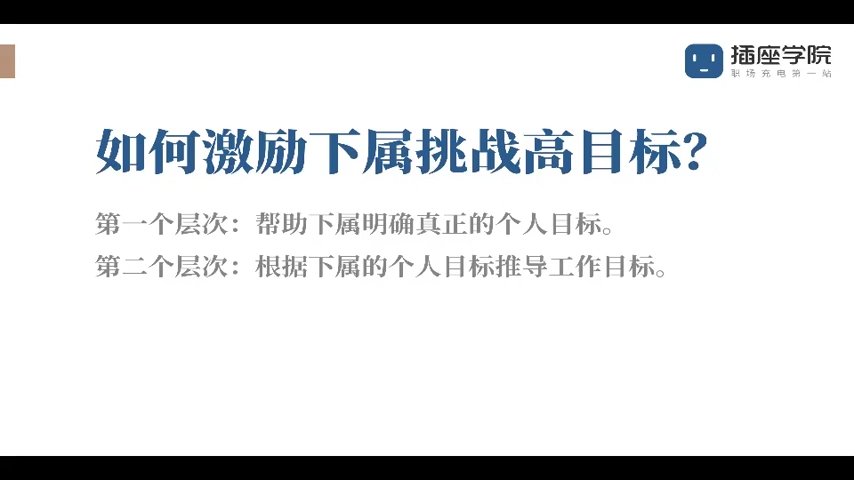 插座学院
职场充电第一站
如何激励下属挑战高目标？
第一个层次：帮助下属明确真正的个人目标。
第二个层次：根据下属的个人目标推导工作目标。